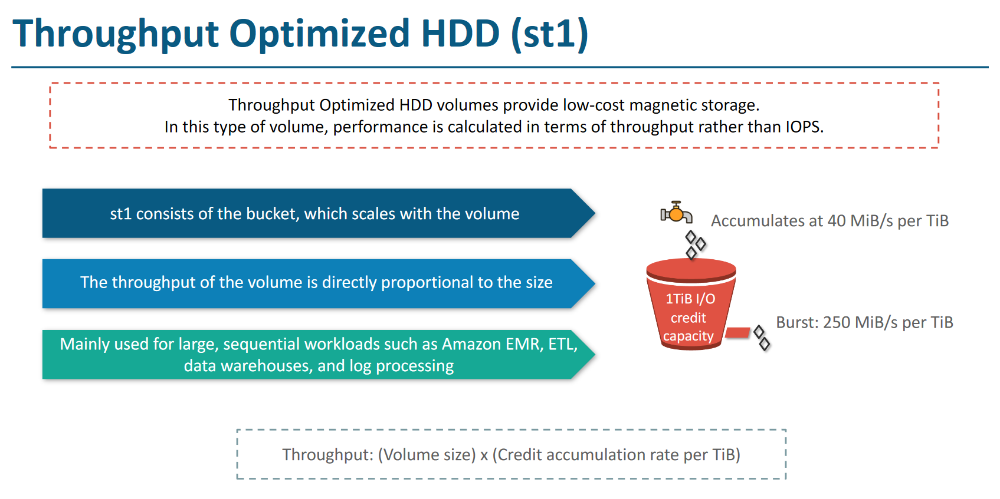 Throughput Optimized HDD (st1)
Throughput Optimized HDD volumes provide low-cost magnetic storage.
In this type of volume, performance is calculated in terms of throughput rather than IOPS.
st1 consists of the bucket, which scales with the volume
The throughput of the volume is directly proportional to the size
Mainly used for large, sequential workloads such as Amazon EMR, ETL,
data warehouses, and log processing
Accumulates at 40 MiB/s per TiB
1TiB I/O
credit
capacity
Burst: 250 MiB/s per TiB
Throughput: (Volume size) x (Credit accumulation rate per TiB)